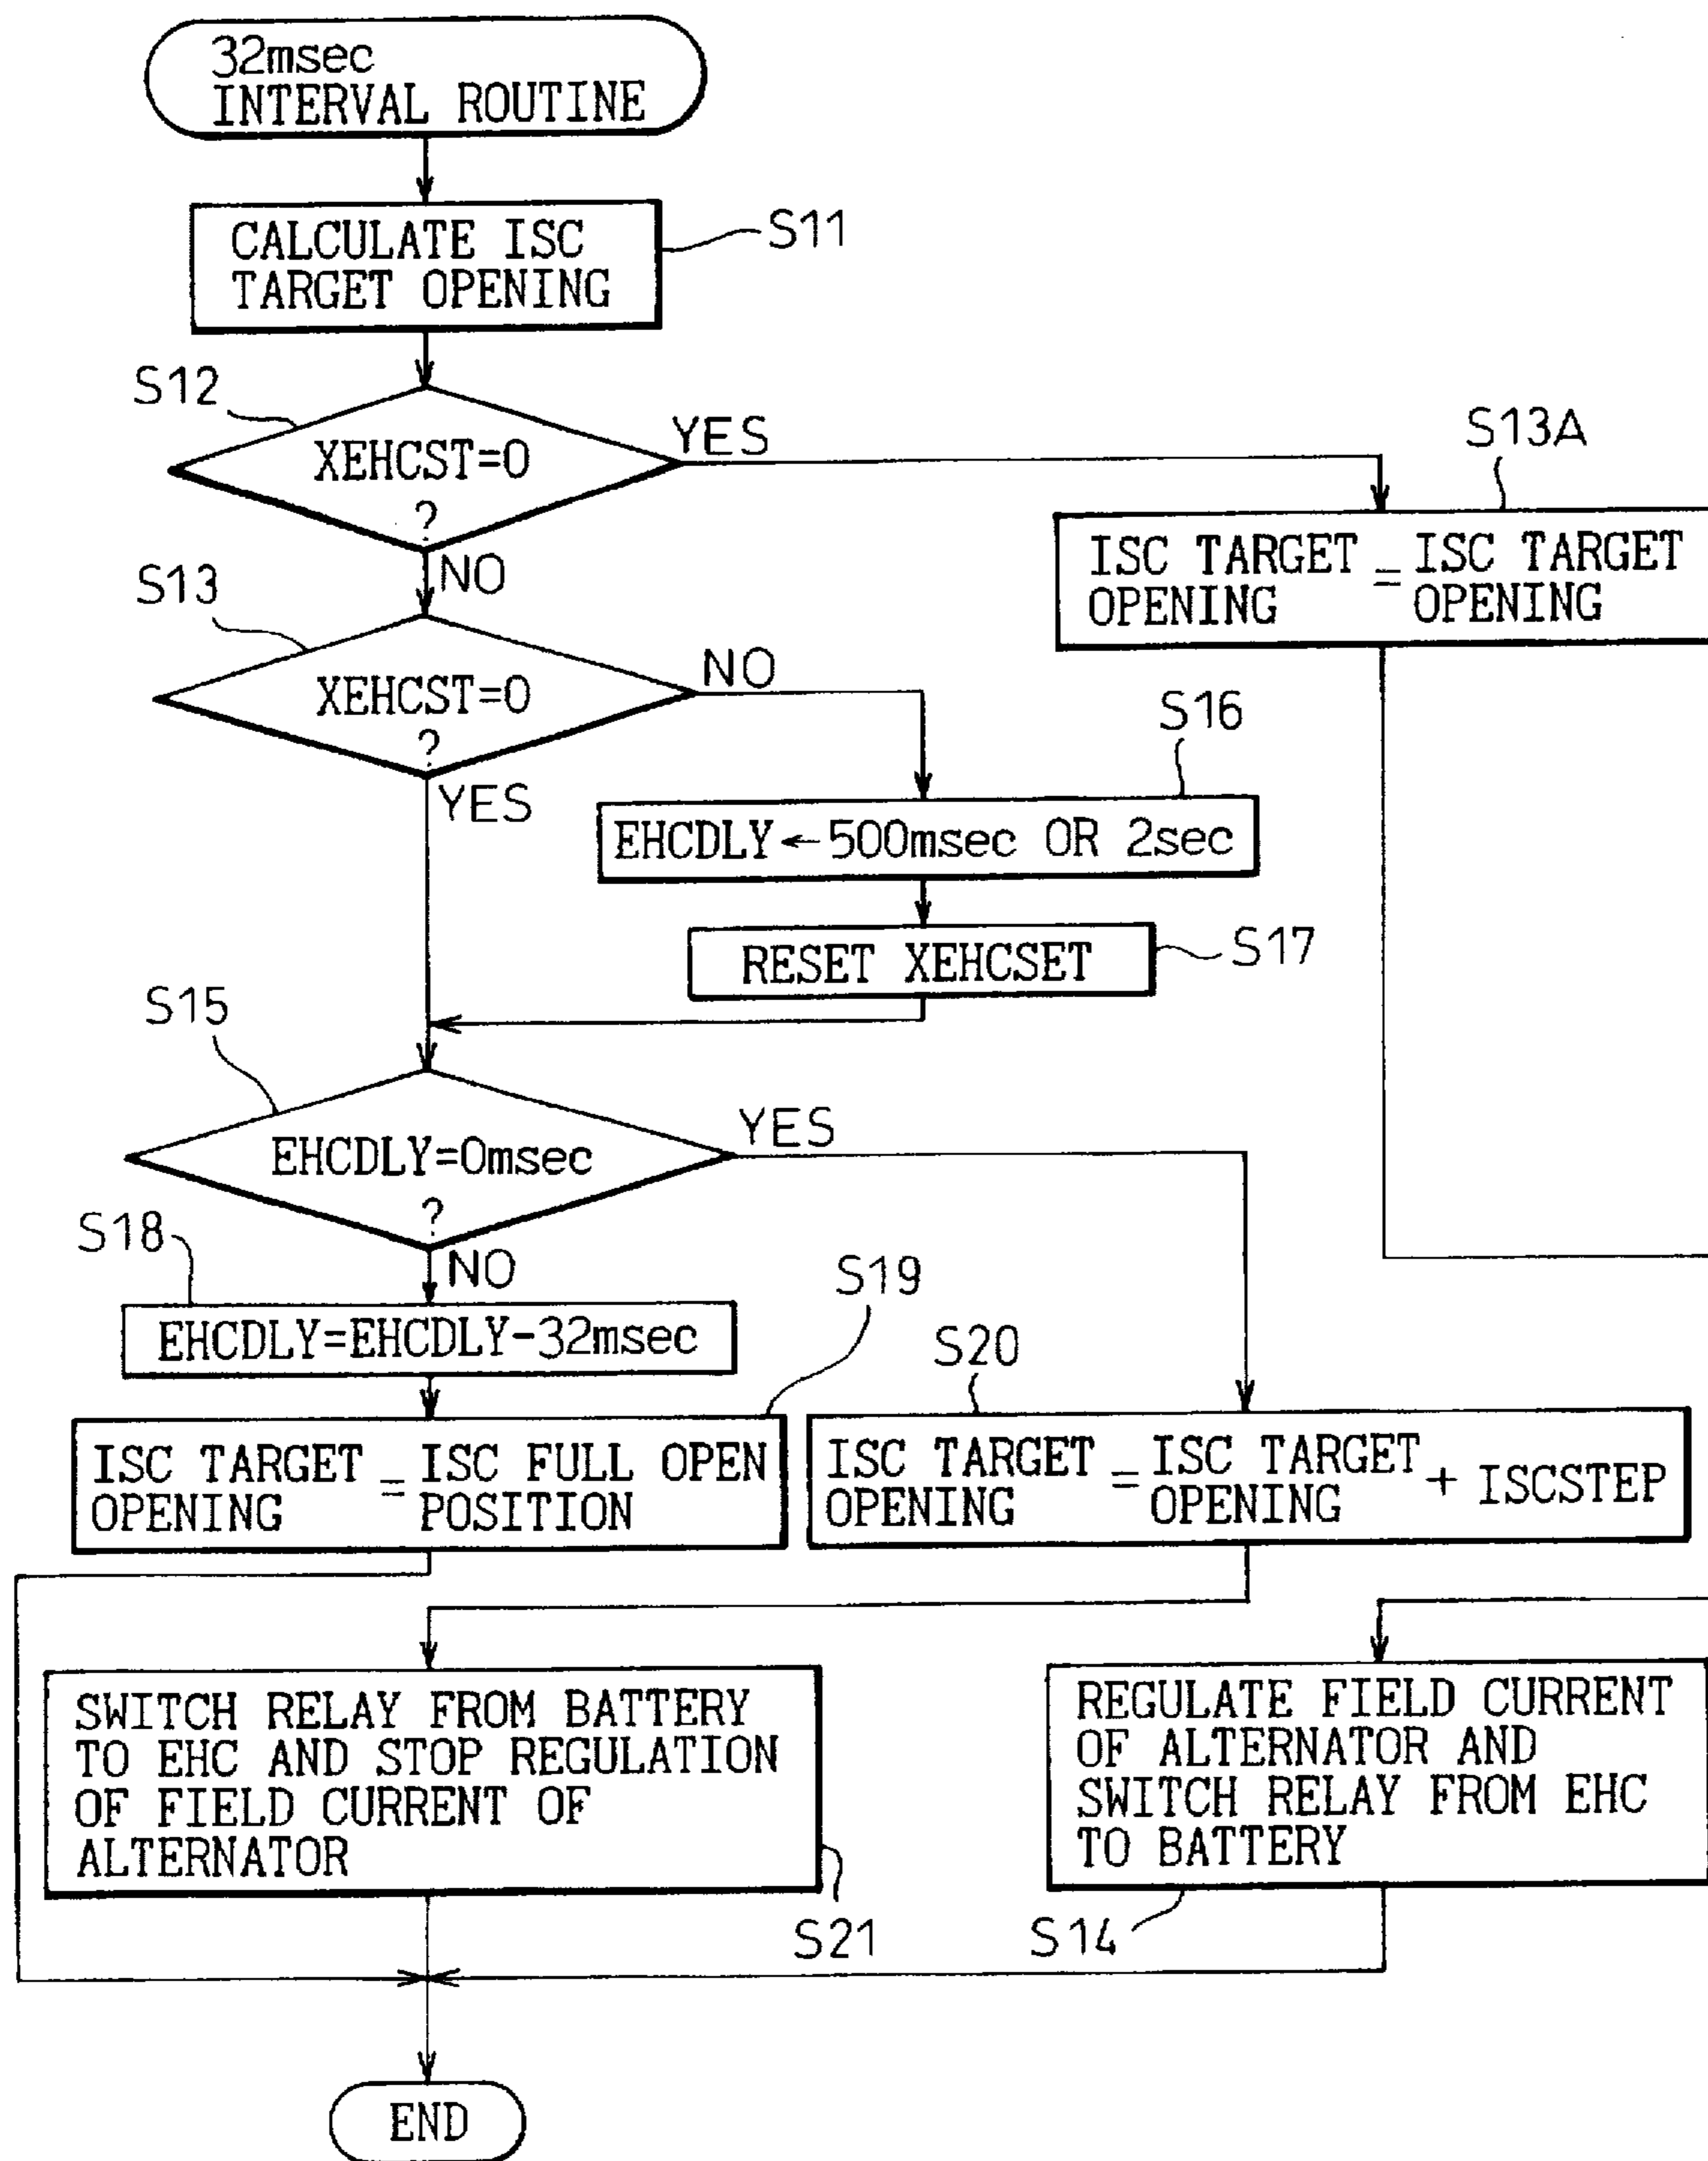 32msec
INTERVAL ROUTINE
CALCULATE ISC
TARGET OPENING
S11
S12
XEHCST=0
?
YES
NO
S13A
ISC TARGET = ISC TARGET
OPENING OPENING
S13
XEHCST=0
?
NO
YES
S16
EHCDLY←500msec OR 2sec
RESET XEHCSET
S17
S15
EHCDLY=0msec
?
YES
NO
S18
EHCDLY=EHCDLY-32msec
S19
ISC TARGET = ISC FULL OPEN
OPENING POSITION
S20
ISC TARGET = ISC TARGET + ISCSTEP
OPENING OPENING
SWITCH RELAY FROM BATTERY
TO EHC AND STOP REGULATION
OF FIELD CURRENT OF
ALTERNATOR
S21
REGULATE FIELD CURRENT
OF ALTERNATOR AND
SWITCH RELAY FROM EHC
TO BATTERY
S14
END